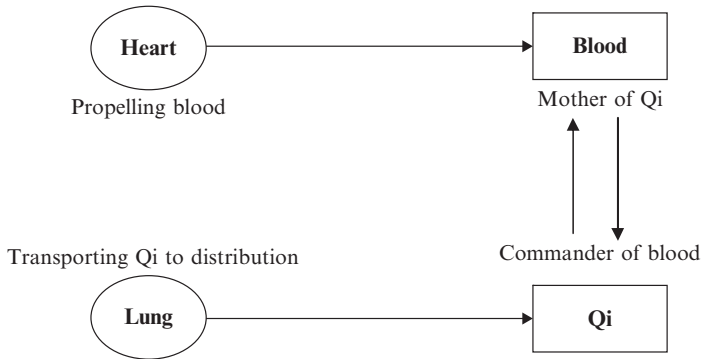 Heart
Blood
Propelling blood
Mother of Qi
Transporting Qi to distribution
Commander of blood
Lung
Qi